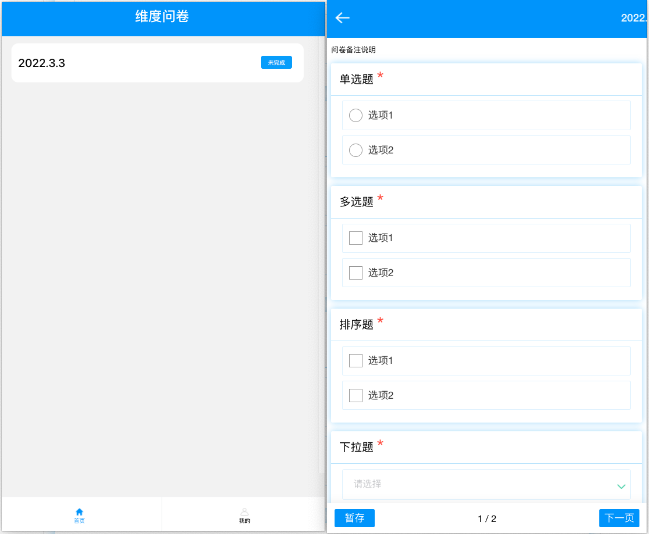 维度问卷
2022.3.3
未完成
首页
我的
2022.
问卷备注说明
单选题 *
选项1
选项2
多选题 *
选项1
选项2
排序题 *
选项1
选项2
下拉题 *
请选择
暂存
1 / 2
下一页